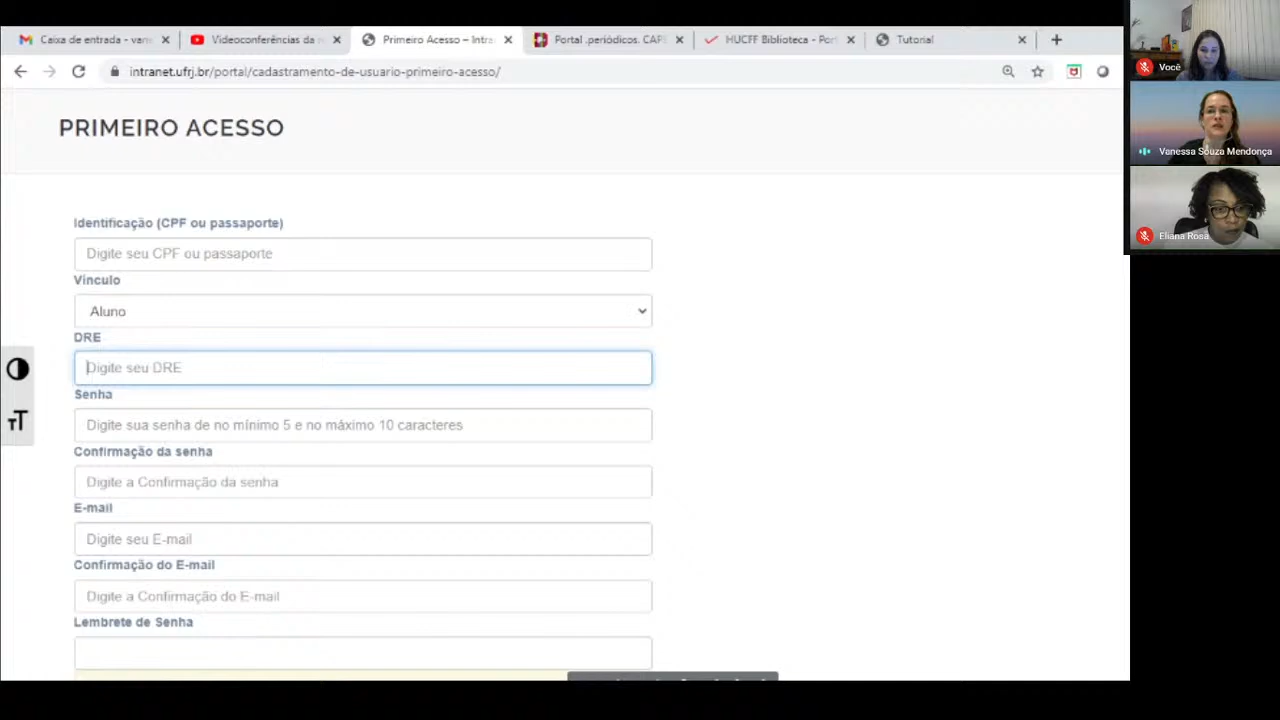 Caixa de entrada - van
Videoconferências da r
Primeiro Acesso – Intra
Portal .periódicos. CAPE
HUCFF Biblioteca - Port
Tutorial
intranet.ufrj.br/portal/cadastramento-de-usuario-primeiro-acesso/
Você
Vanessa Souza Mendonça
Eliana Rosa
PRIMEIRO ACESSO
Identificação (CPF ou passaporte)
Digite seu CPF ou passaporte
Vínculo
Aluno
DRE
Digite seu DRE
Senha
Digite sua senha de no mínimo 5 e no máximo 10 caracteres
Confirmação da senha
Digite a Confirmação da senha
E-mail
Digite seu E-mail
Confirmação do E-mail
Digite a Confirmação do E-mail
Lembrete de Senha